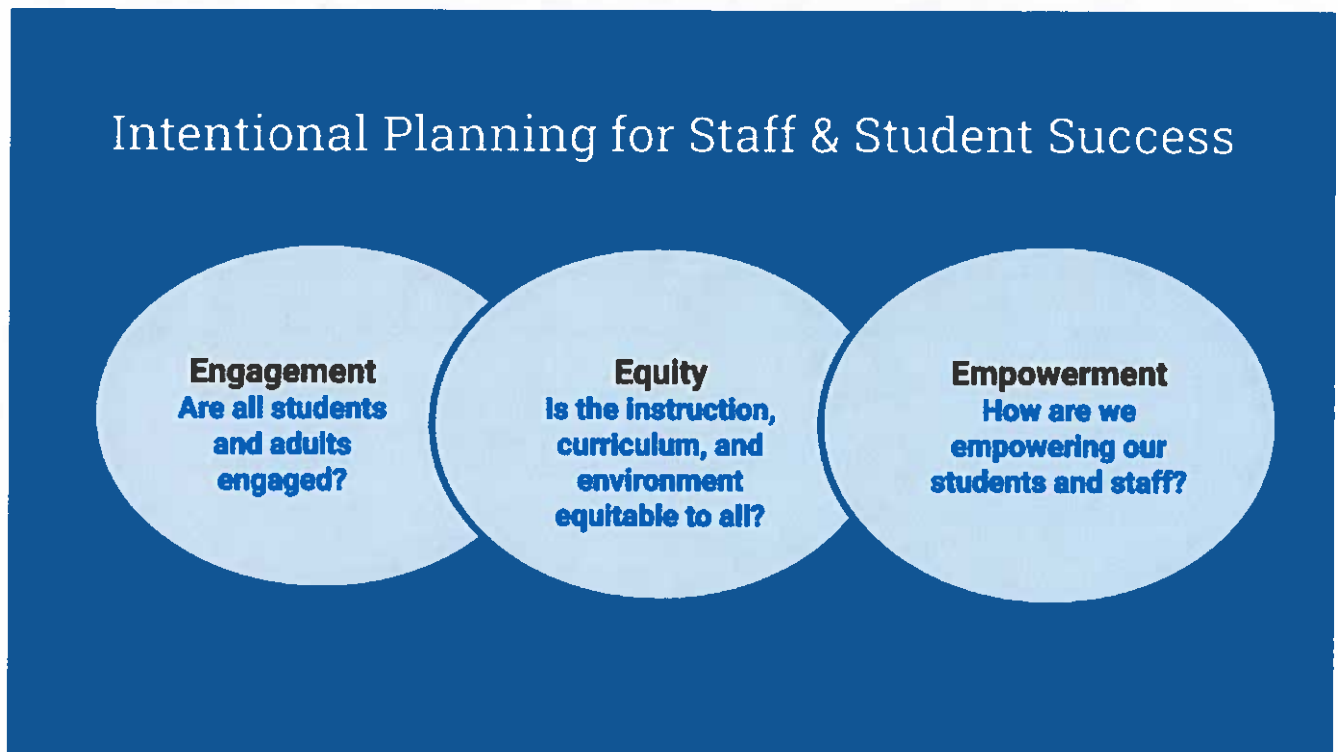 Intentional Planning for Staff & Student Success
Engagement
Are all students
and adults
engaged?
Equity
Is the instruction,
curriculum, and
environment
equitable to all?
Empowerment
How are we
empowering our
students and staff?